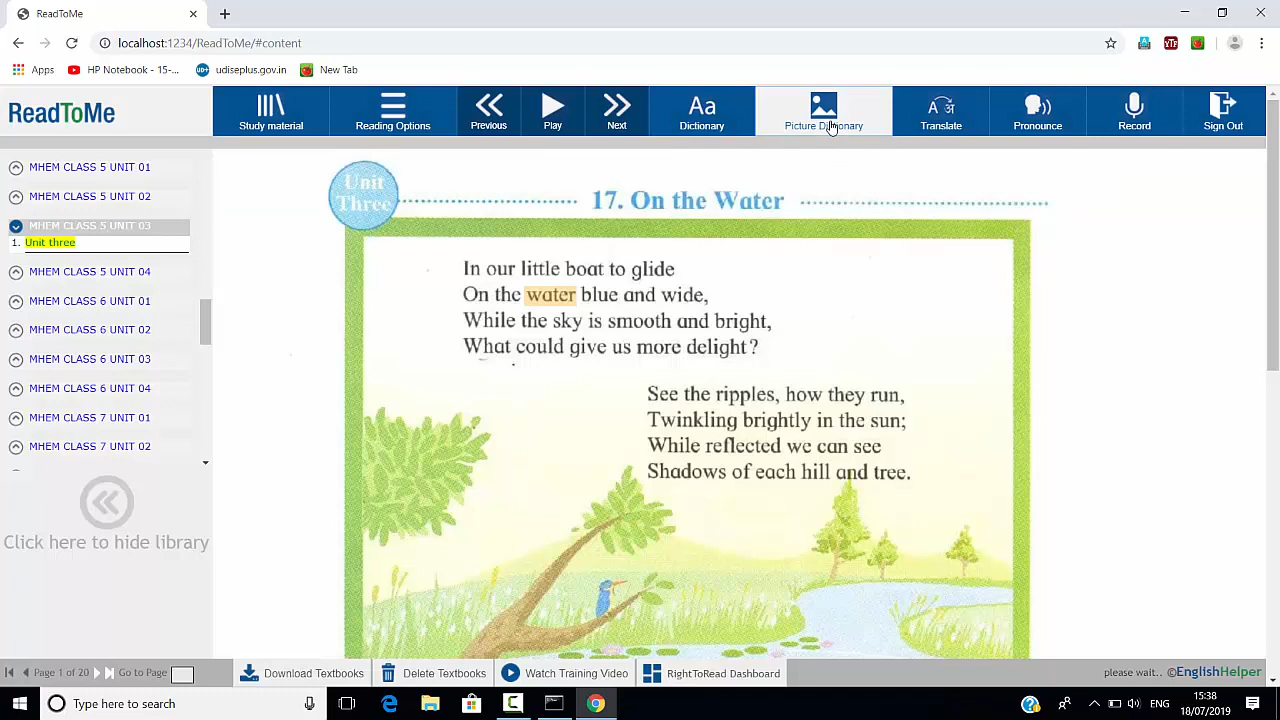 ReadToMe
localhost:1234/ReadToMe/#content
Apps
HP Notebook - 15-...
udiseplus.gov.in
New Tab
ReadToMe
Study material
Reading Options
Previous
Play
Next
Aa
Dictionary
Picture Dictionary
A अ
Translate
Pronounce
Record
Sign Out
MHEM CLASS 5 UNIT 01
MHEM CLASS 5 UNIT 02
MHEM CLASS 5 UNIT 03
1. Unit three
MHEM CLASS 5 UNIT 04
MHEM CLASS 6 UNIT 01
MHEM CLASS 6 UNIT 02
MHEM CLASS 6 UNIT 03
MHEM CLASS 6 UNIT 04
MHEM CLASS 7 UNIT 01
MHEM CLASS 7 UNIT 02
Click here to hide library
Unit
Three
17. On the Water
In our little boat to glide
On the water blue and wide,
While the sky is smooth and bright,
What could give us more delight?
See the ripples, how they run,
Twinkling brightly in the sun;
While reflected we can see
Shadows of each hill and tree.
Page 1 of 20
Go to Page
Download Textbooks
Delete Textbooks
Watch Training Video
RightToRead Dashboard
please wait.. ©EnglishHelper
Type here to search
ENG
15:38
18/07/2019